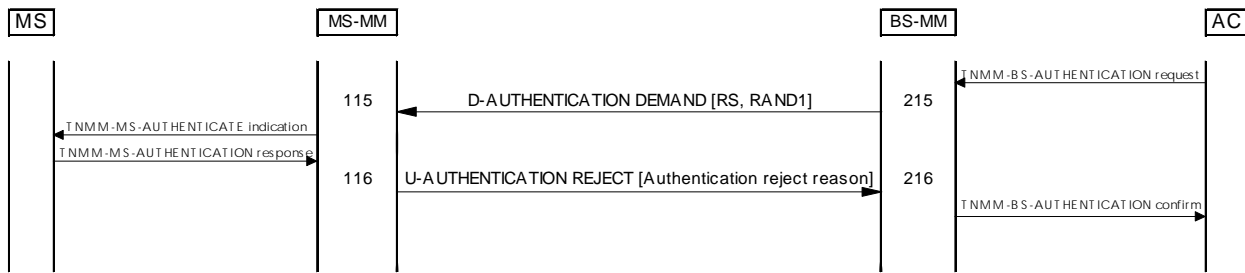 MS MS-MM BS-MM AC
TNMM-BS-AUTHENTICATION request
115 D-AUTHENTICATION DEMAND [RS, RAND1] 215
TNMM-MS-AUTHENTICATE indication
TNMM-MS-AUTHENTICATION response
116 U-AUTHENTICATION REJECT [Authentication reject reason] 216
TNMM-BS-AUTHENTICATION confirm